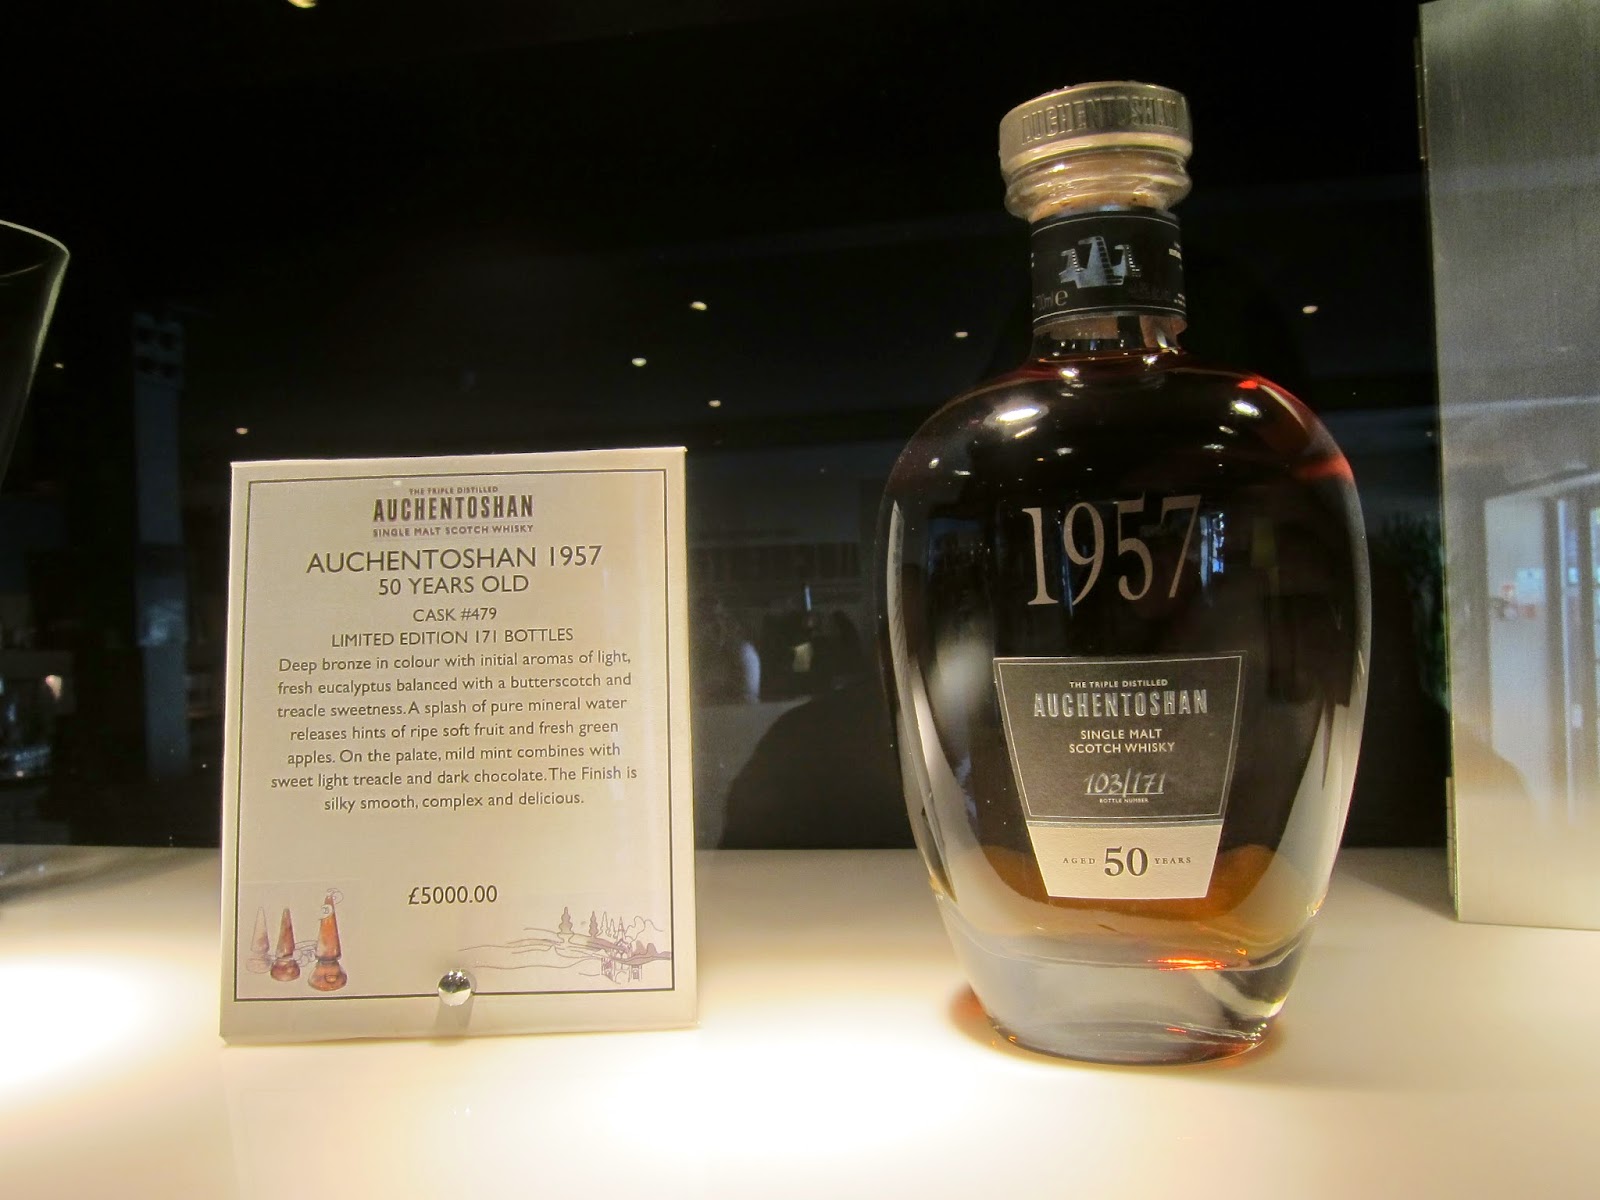 THE TRIPLE DISTILLED
AUCHENTOSHAN
SINGLE MALT SCOTCH WHISKY
AUCHENTOSHAN 1957
50 YEARS OLD
CASK #479
LIMITED EDITION 171 BOTTLES
Deep bronze in colour with initial aromas of light,
fresh eucalyptus balanced with a butterscotch and
treacle sweetness. A splash of pure mineral water
releases hints of ripe soft fruit and fresh green
apples. On the palate, mild mint combines with
sweet light treacle and dark chocolate. The Finish is
silky smooth, complex and delicious.
£5000.00
AUCHENTOSHAN
1957
THE TRIPLE DISTILLED
AUCHENTOSHAN
SINGLE MALT
SCOTCH WHISKY
103/171
BOTTLE NUMBER
AGED 50 YEARS